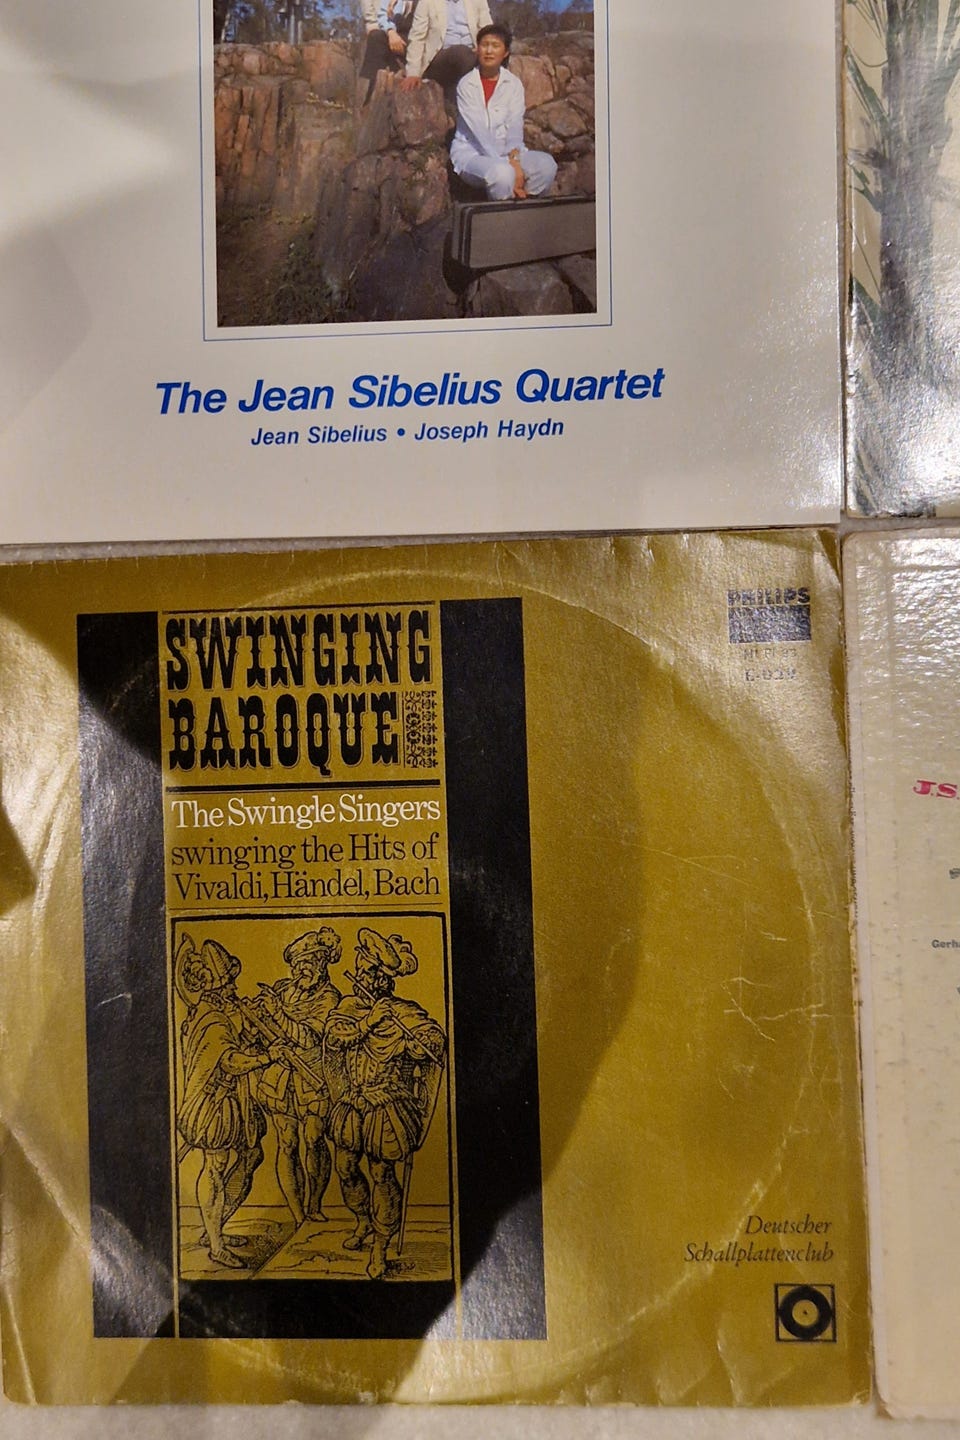 The Jean Sibelius Quartet
Jean Sibelius • Joseph Haydn
SWINGING
BAROQUE
The Swingle Singers
swinging the Hits of
Vivaldi, Händel, Bach
PHILIPS
Deutscher
Schallplattenclub
J.S.